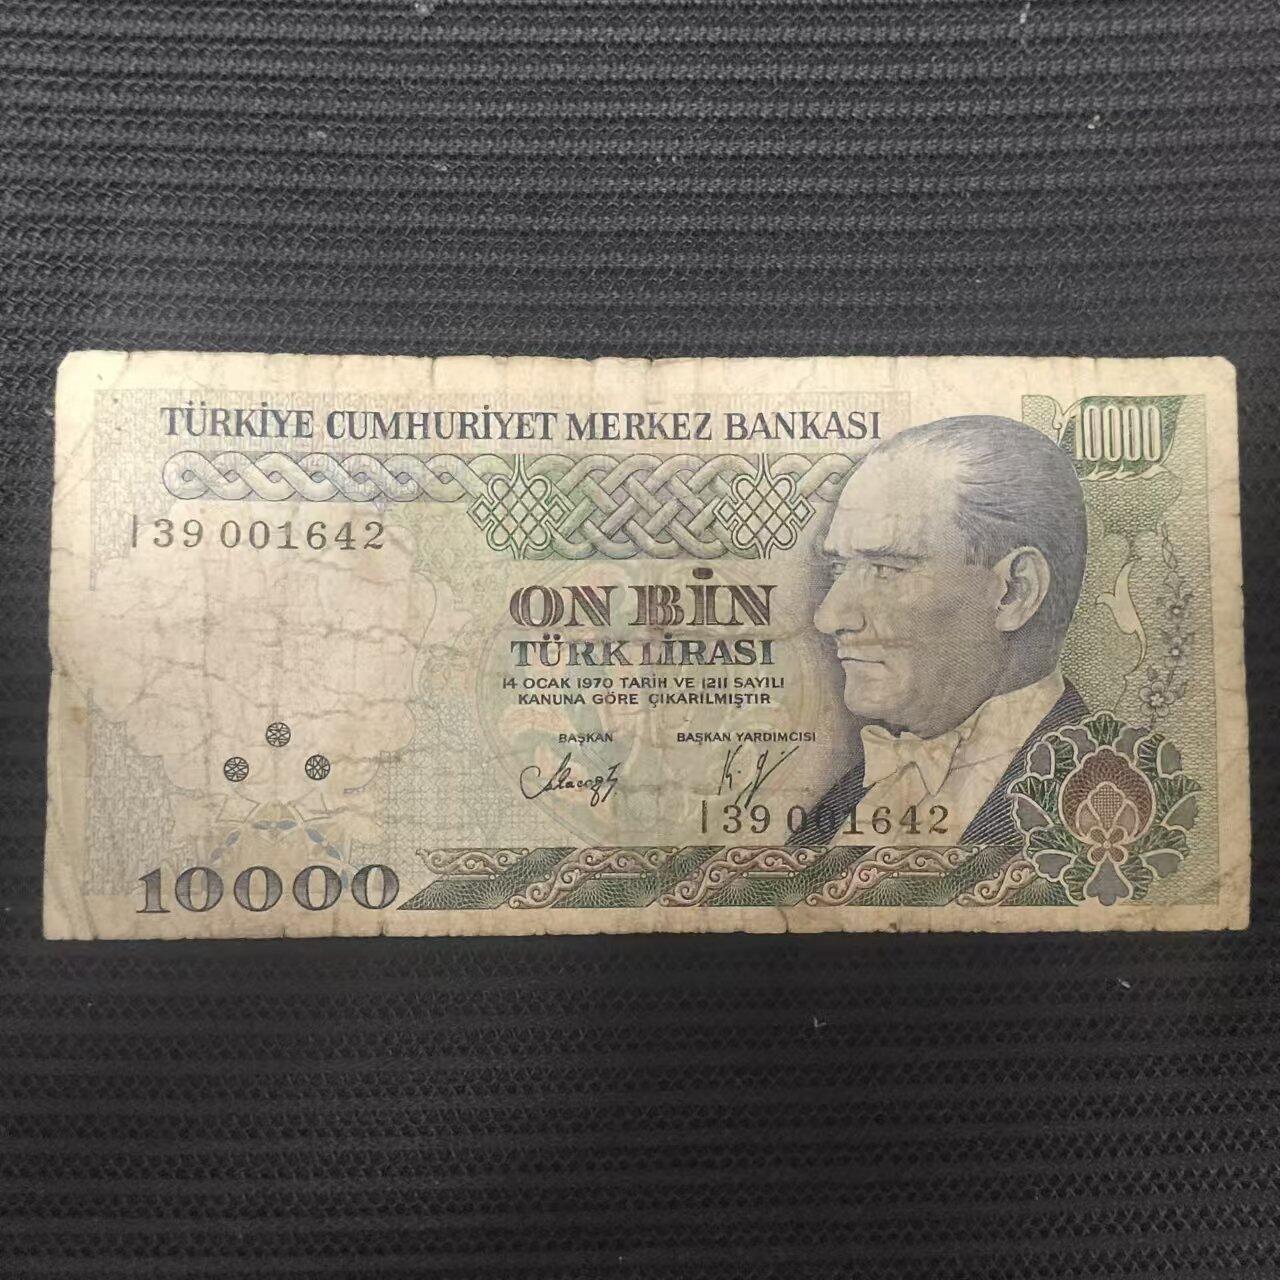 TÜRKİYE CUMHURİYET MERKEZ BANKASI
10000
I39 001642
ON BİN
TÜRK LİRASI
14 OCAK 1970 TARİH VE 1211 SAYILI
KANUNA GÖRE ÇIKARILMIŞTIR
BAŞKAN BAŞKAN YARDIMCISI
I39 001642
10000